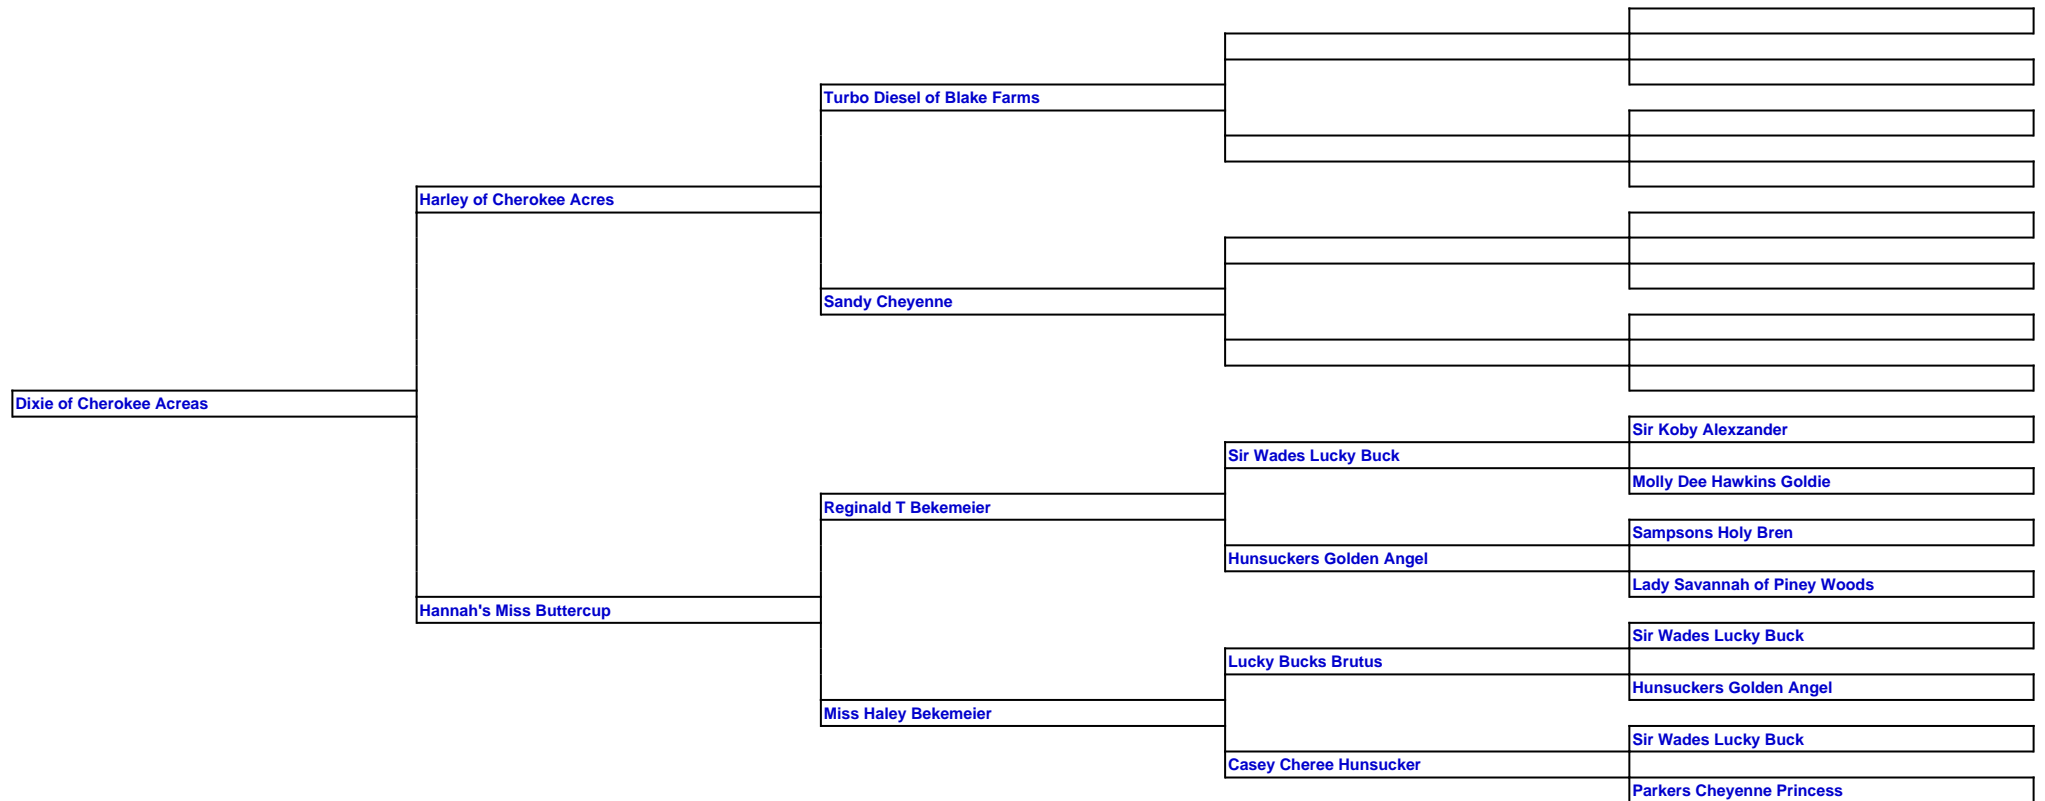 Turbo Diesel of Blake Farms
Harley of Cherokee Acres
Sandy Cheyenne
Dixie of Cherokee Acreas
Sir Koby Alexzander
Sir Wades Lucky Buck
Molly Dee Hawkins Goldie
Reginald T Bekemeier
Sampsons Holy Bren
Hunsuckers Golden Angel
Lady Savannah of Piney Woods
Hannah's Miss Buttercup
Sir Wades Lucky Buck
Lucky Bucks Brutus
Hunsuckers Golden Angel
Miss Haley Bekemeier
Sir Wades Lucky Buck
Casey Cheree Hunsucker
Parkers Cheyenne Princess